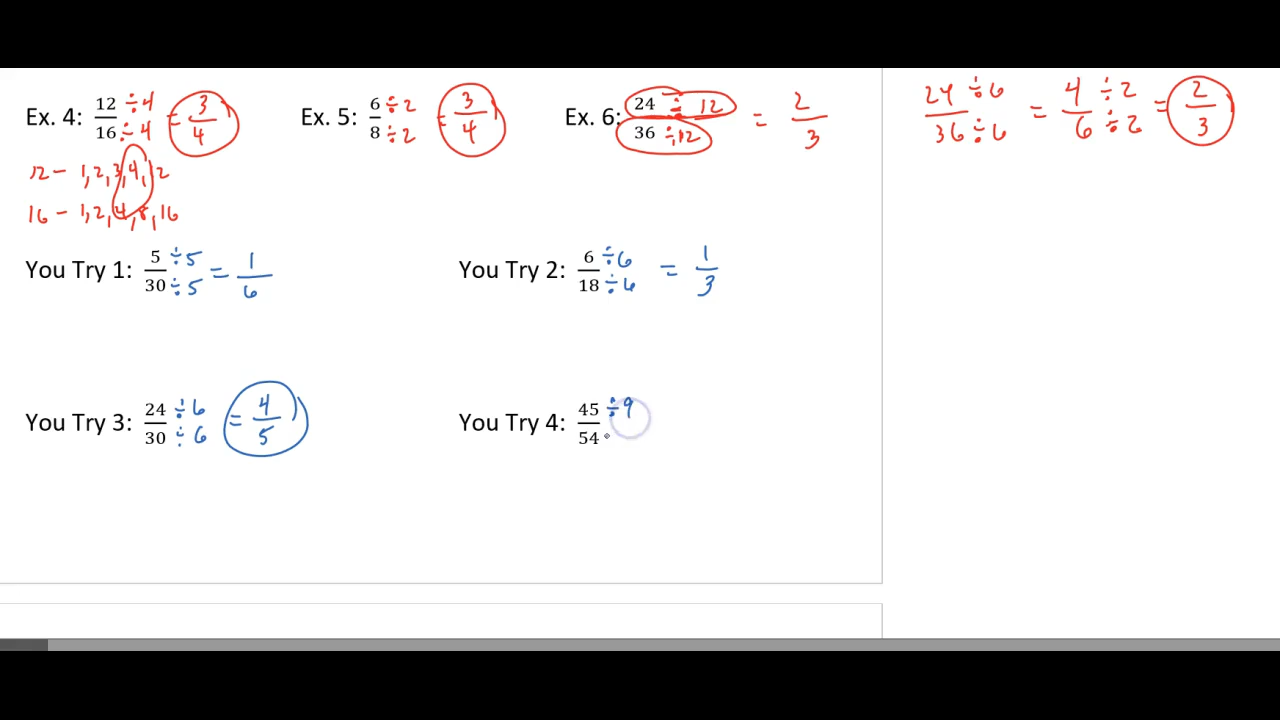 Ex. 4: 12/16 ÷4/÷4 = 3/4 Ex. 5: 6/8 ÷2/÷2 = 3/4 Ex. 6: 24/36 ÷12/÷12 = 2/3 24/36 ÷6/÷6 = 4/6 ÷2/÷2 = 2/3
12 - 1,2,3,4,12
16 - 1,2,4,8,16
You Try 1: 5/30 ÷5/÷5 = 1/6 You Try 2: 6/18 ÷6/÷6 = 1/3
You Try 3: 24/30 ÷6/÷6 = 4/5 You Try 4: 45/54 ÷9